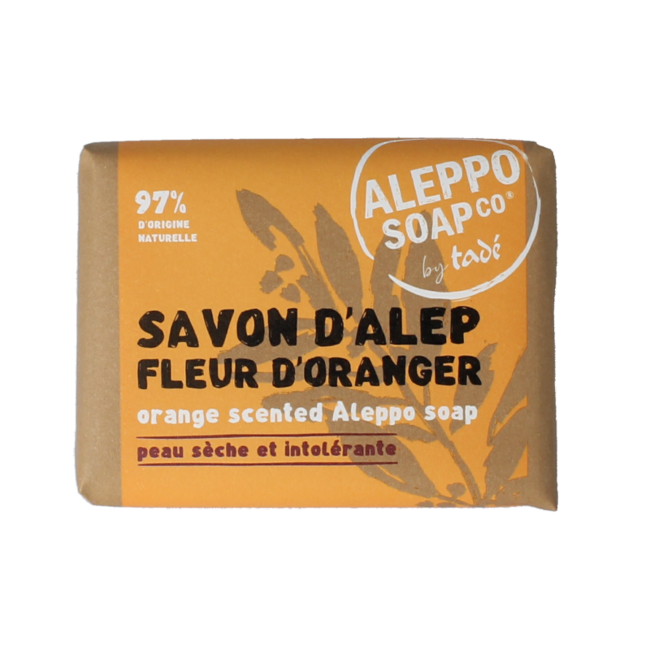 ALEPPO
SOAP CO®
by tadé
97%
D'ORIGINE
NATURELLE
SAVON D'ALEP
FLEUR D'ORANGER
orange scented Aleppo soap
peau sèche et intolérante